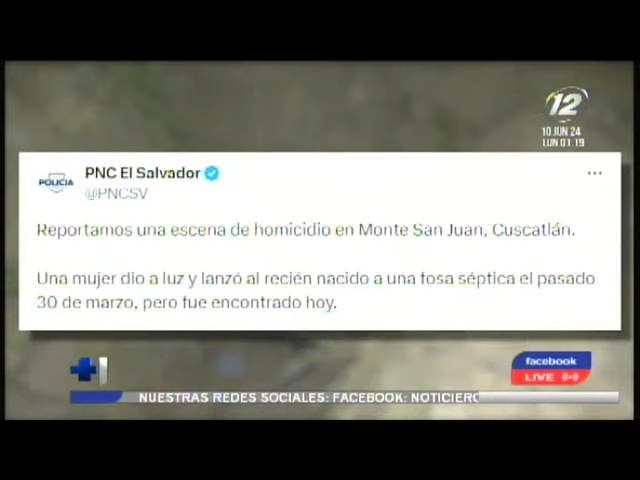 12
10 JUN 24
LUN 01 19
PNC El Salvador
POLICIA
@PNCSV
Reportamos una escena de homicidio en Monte San Juan, Cuscatlán.
Una mujer dio a luz y lanzó al recién nacido a una fosa séptica el pasado
30 de marzo, pero fue encontrado hoy.
facebook
LIVE
NUESTRAS REDES SOCIALES: FACEBOOK: NOTICIERO